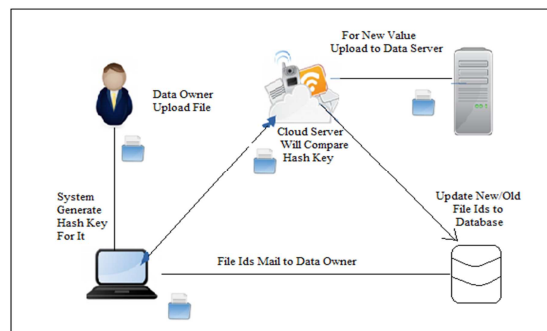 For New Value
Upload to Data Server
Data Owner
Upload File
Cloud Server
Will Compare
Hash Key
System
Generate
Hash Key
For It
Update New/Old
File Ids to
Database
File Ids Mail to Data Owner